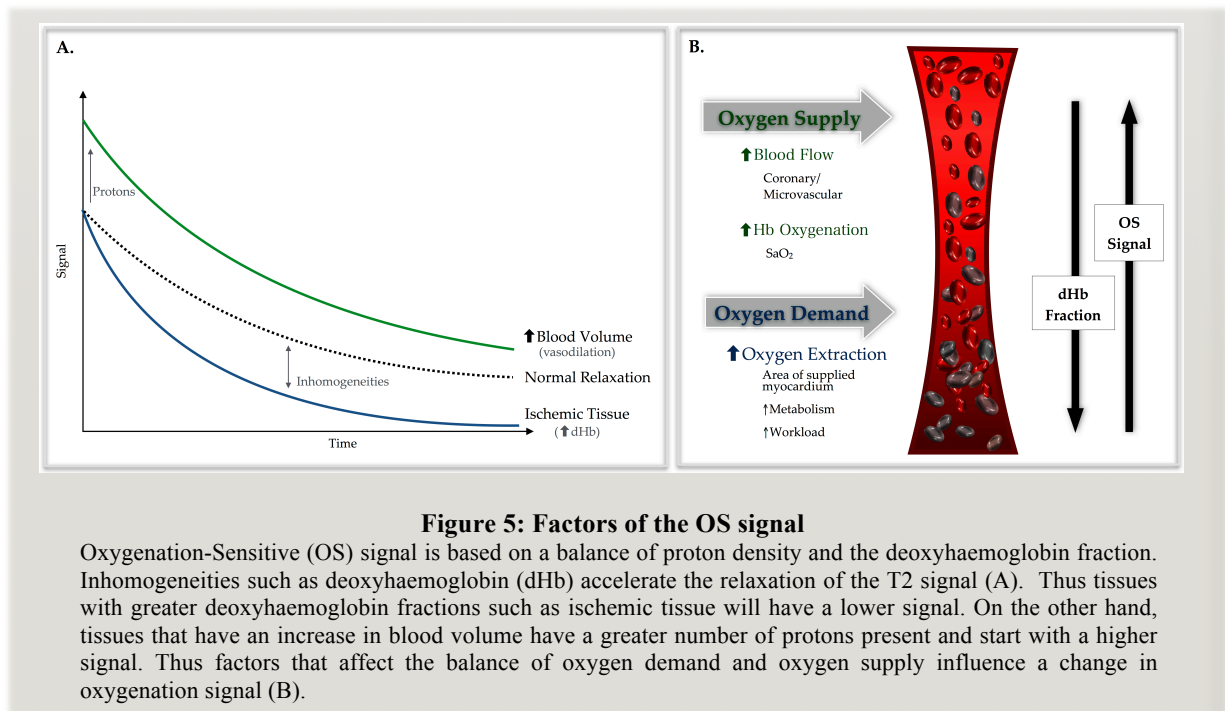 A.
Protons
Signal
Inhomogeneities
⬆Blood Volume
(vasodilation)
Normal Relaxation
Ischemic Tissue
(⬆dHb)
Time
B.
Oxygen Supply
⬆Blood Flow
Coronary/
Microvascular
⬆Hb Oxygenation
SaO₂
Oxygen Demand
⬆Oxygen Extraction
Area of supplied
myocardium
↑Metabolism
↑Workload
OS
Signal
dHb
Fraction
Figure 5: Factors of the OS signal
Oxygenation-Sensitive (OS) signal is based on a balance of proton density and the deoxyhaemoglobin fraction.
Inhomogeneities such as deoxyhaemoglobin (dHb) accelerate the relaxation of the T2 signal (A). Thus tissues
with greater deoxyhaemoglobin fractions such as ischemic tissue will have a lower signal. On the other hand,
tissues that have an increase in blood volume have a greater number of protons present and start with a higher
signal. Thus factors that affect the balance of oxygen demand and oxygen supply influence a change in
oxygenation signal (B).